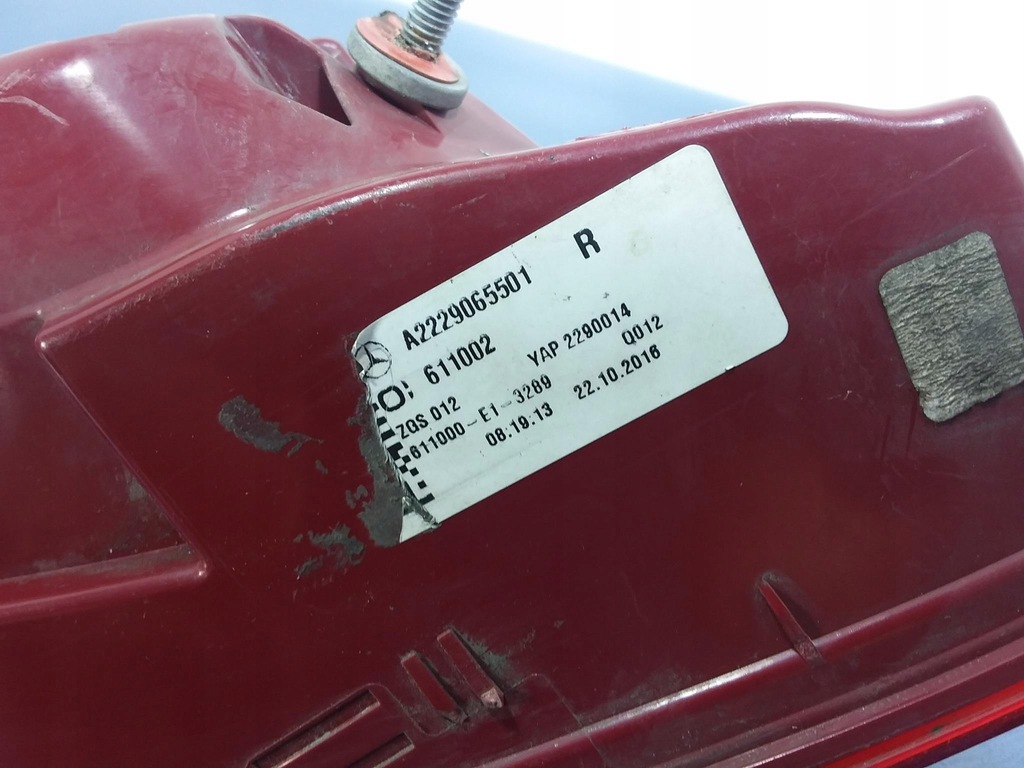 A2229065501 R
611002 YAP 2290014
ZGS 012 Q012
611000-E1-3289
08:19:13 22.10.2016